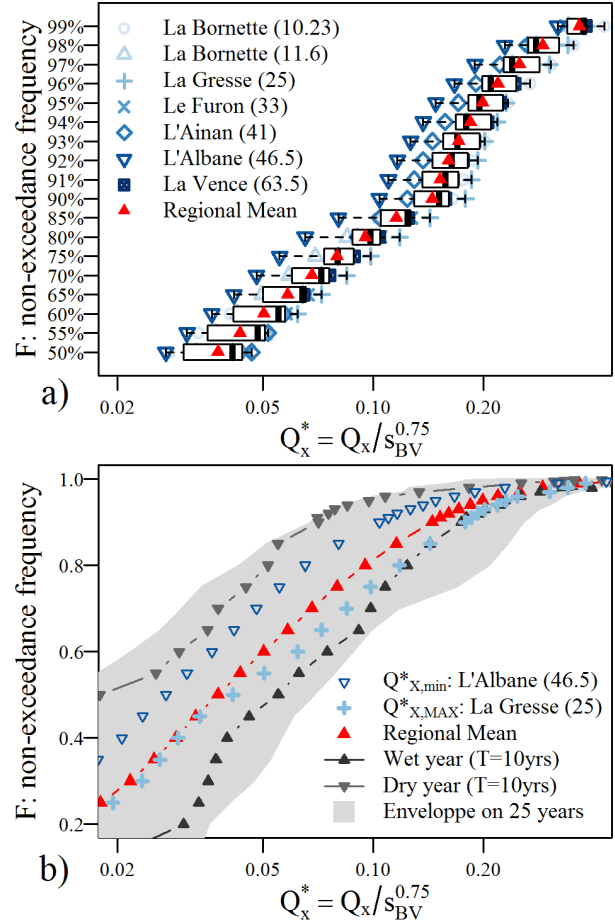 99%
98%
97%
96%
95%
94%
93%
92%
91%
90%
85%
80%
75%
70%
65%
60%
55%
50%
F: non-exceedance frequency
La Bornette (10.23)
La Bornette (11.6)
La Gresse (25)
Le Furon (33)
L'Ainan (41)
L'Albane (46.5)
La Vence (63.5)
Regional Mean
a)
0.02 0.05 0.10 0.20
Q*x = Qx/s0.75BV
1.0
0.8
0.6
0.4
0.2
F: non-exceedance frequency
Q*X,min: L'Albane (46.5)
Q*X,MAX: La Gresse (25)
Regional Mean
Wet year (T=10yrs)
Dry year (T=10yrs)
Enveloppe on 25 years
b)
0.02 0.05 0.10 0.20
Q*x = Qx/s0.75BV